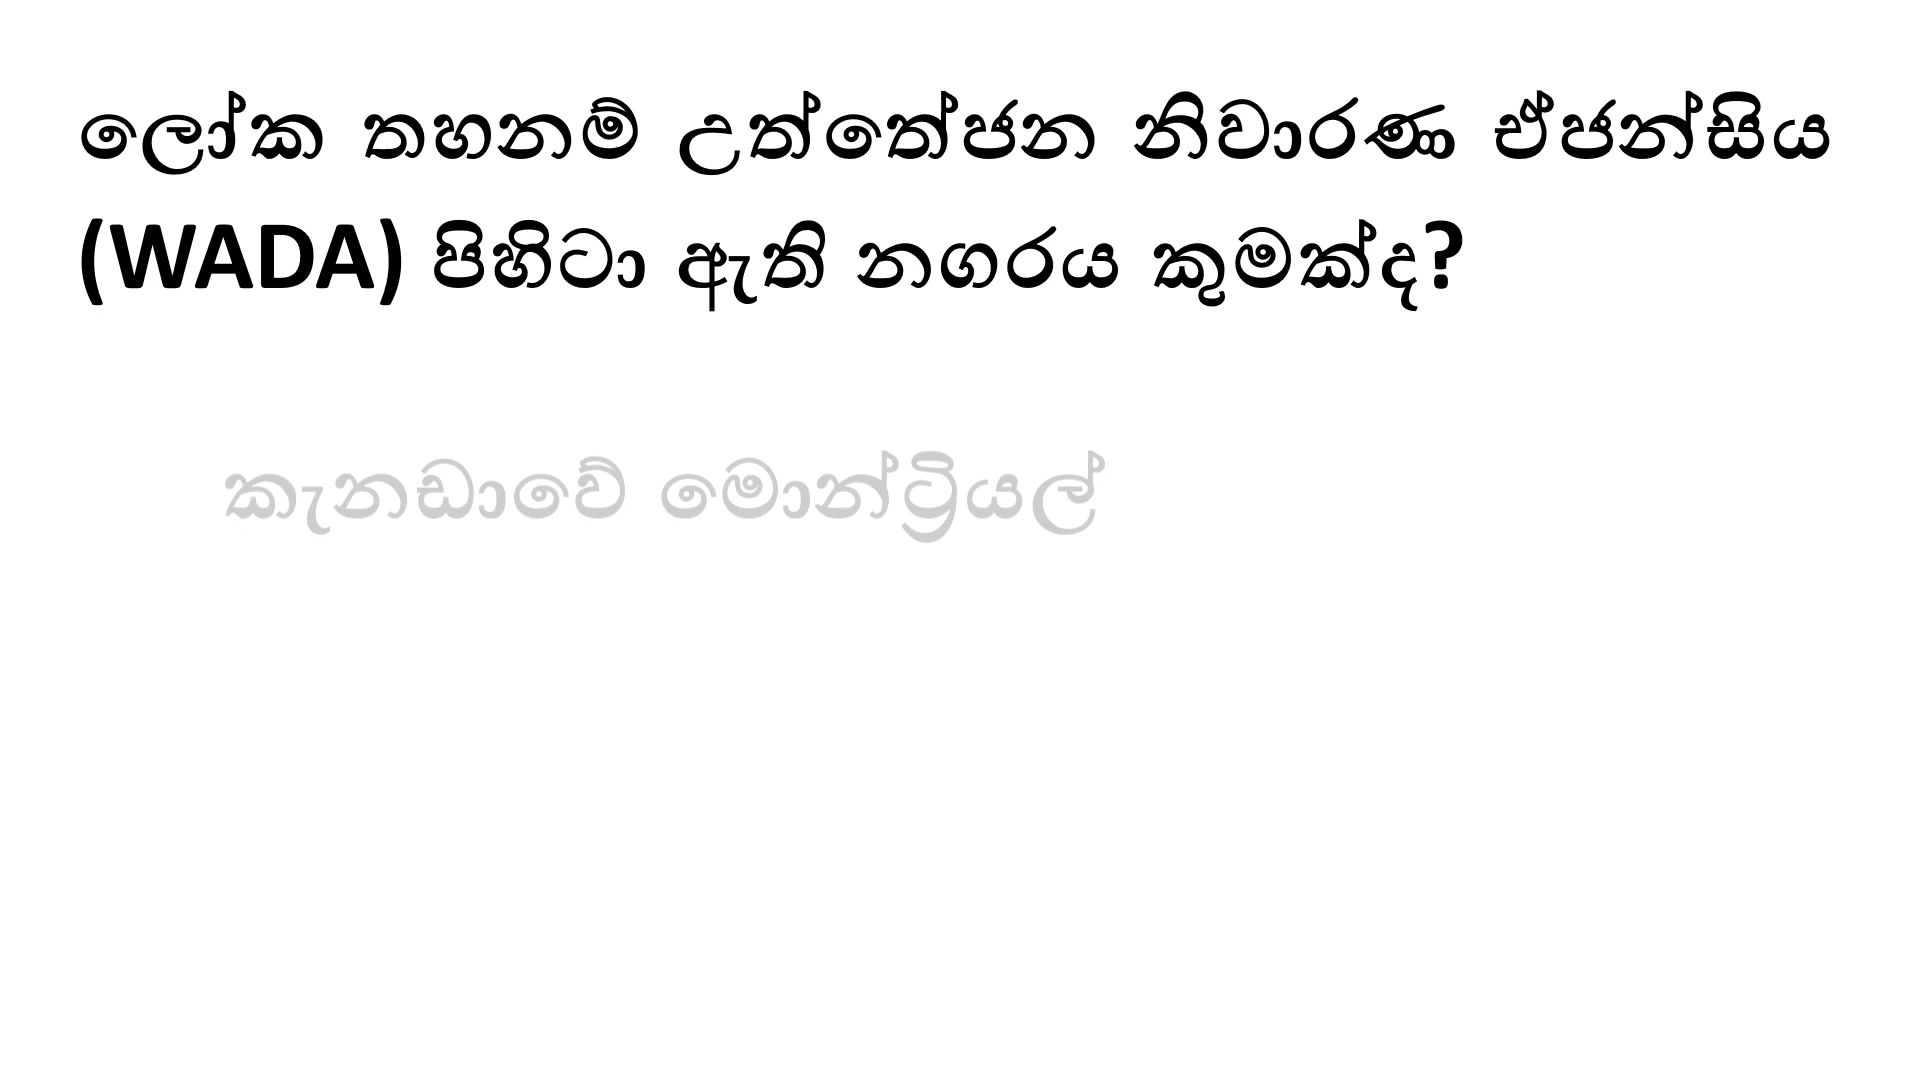 ලෝක තහනම් උත්තේජන නිවාරණ ඒජන්සිය
(WADA) පිහිටා ඇති නගරය කුමක්ද?
කැනඩාවේ මොන්ට්‍රියල්